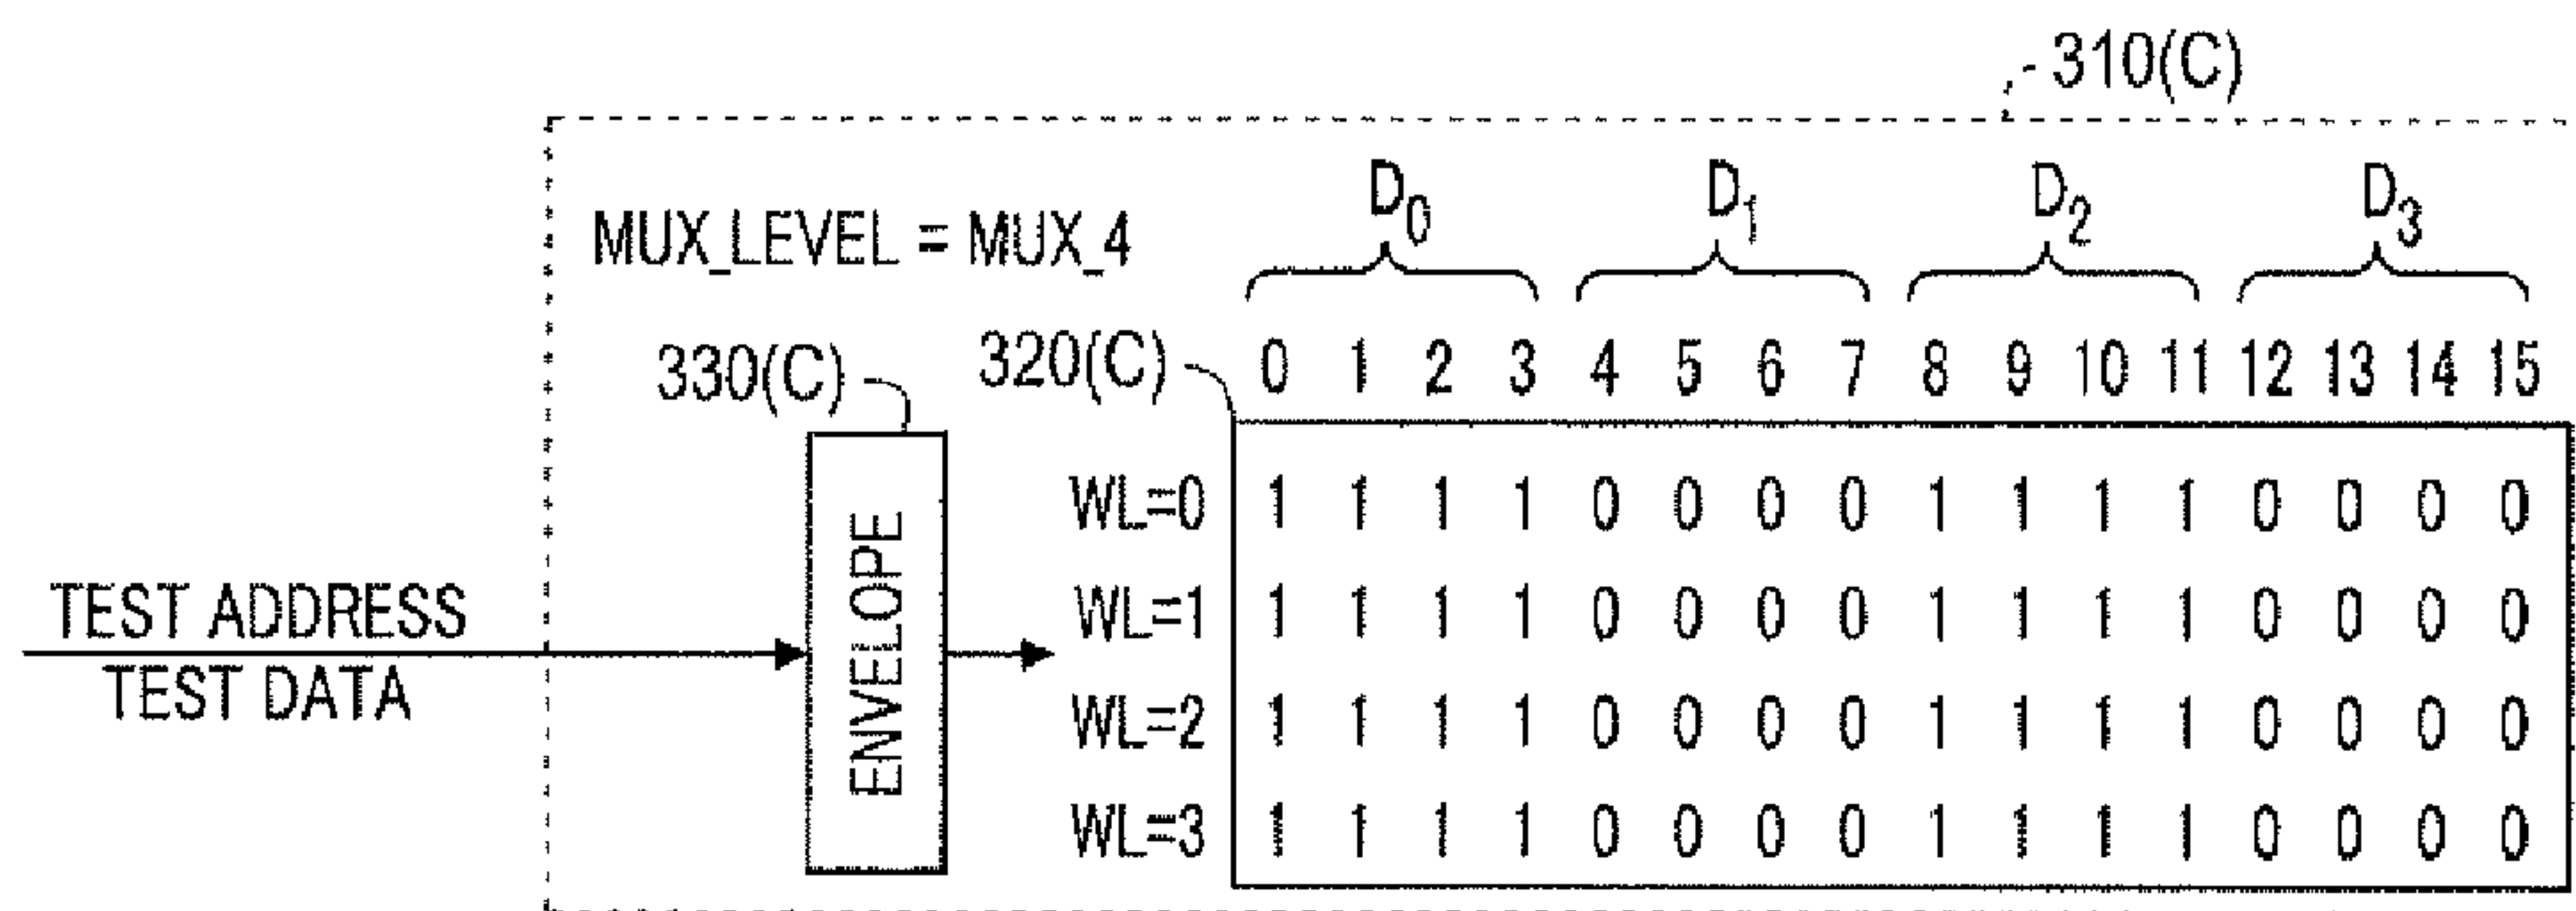 310(C)
D0 D1 D2 D3
MUX_LEVEL = MUX_4
330(C) 320(C) 0 1 2 3 4 5 6 7 8 9 10 11 12 13 14 15
WL=0 1 1 1 1 0 0 0 0 1 1 1 1 0 0 0 0
WL=1 1 1 1 1 0 0 0 0 1 1 1 1 0 0 0 0
WL=2 1 1 1 1 0 0 0 0 1 1 1 1 0 0 0 0
WL=3 1 1 1 1 0 0 0 0 1 1 1 1 0 0 0 0
TEST ADDRESS
TEST DATA
ENVELOPE